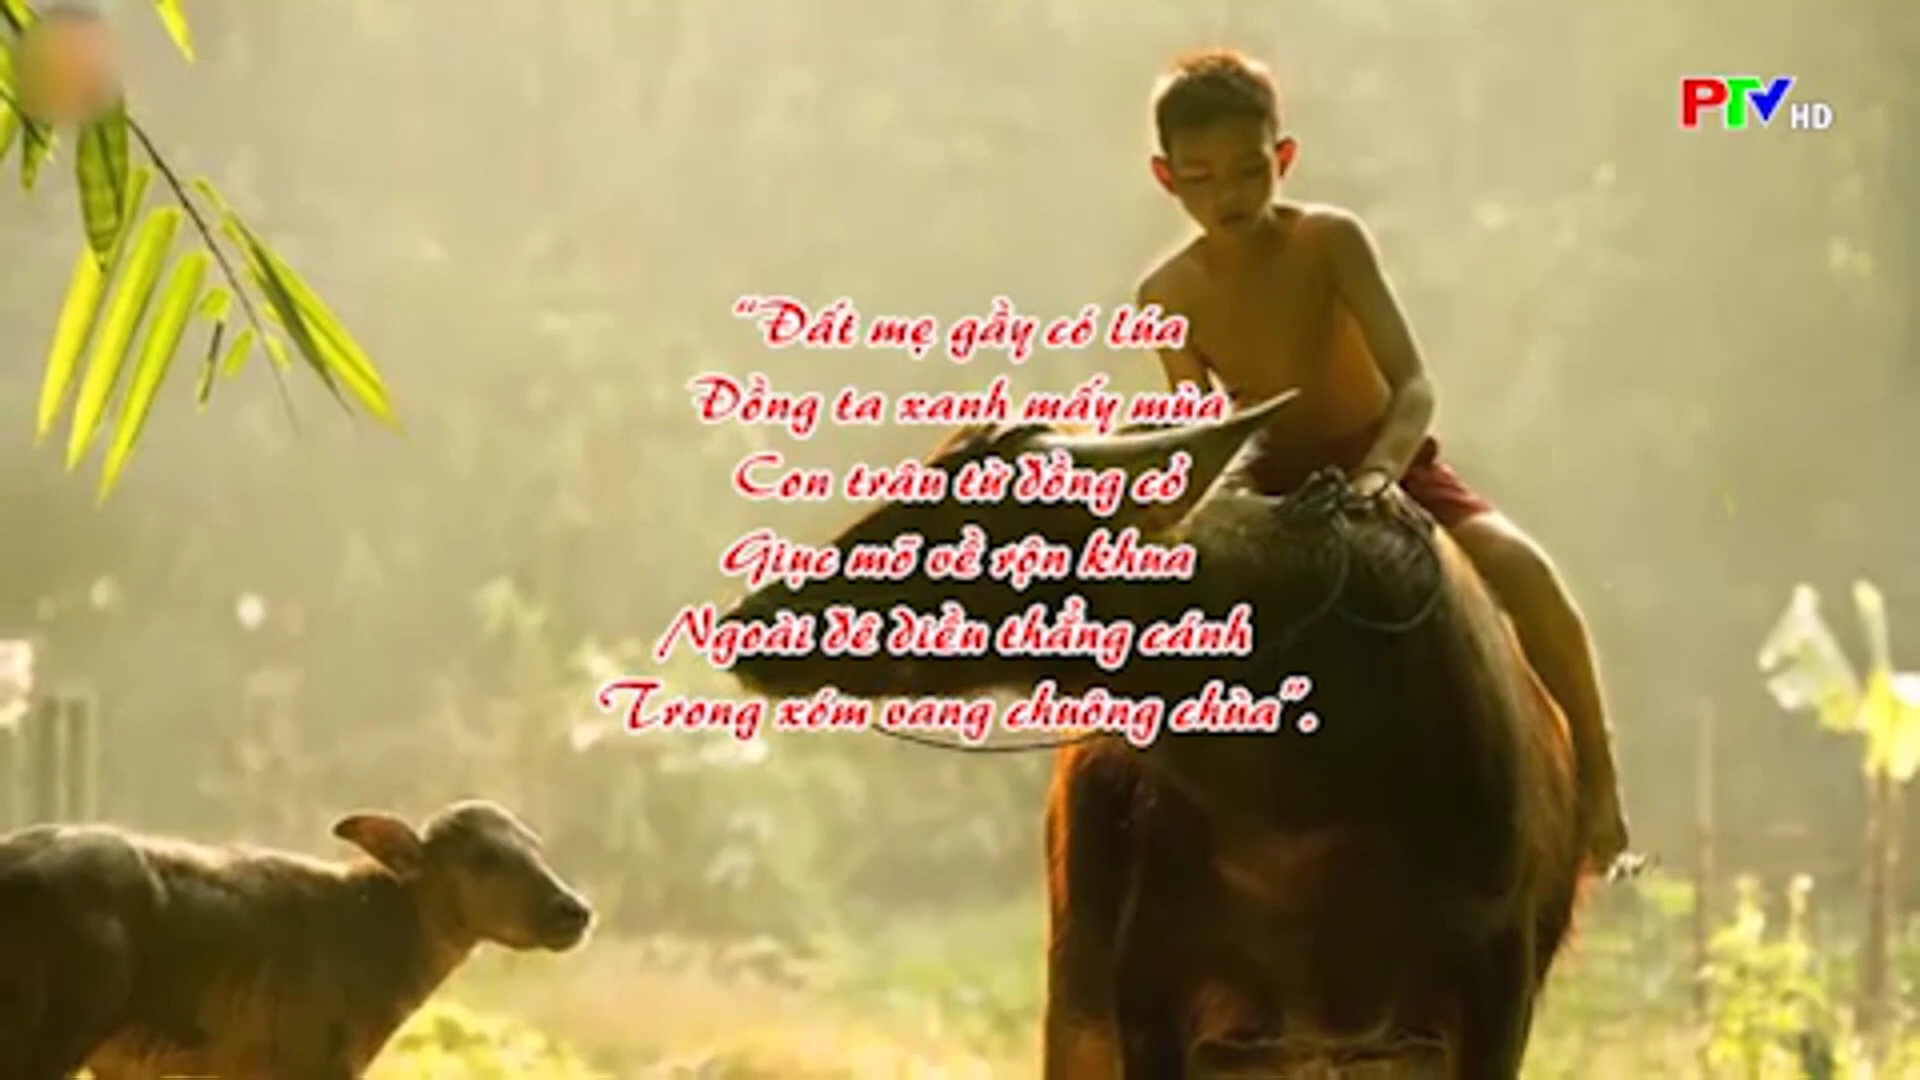 PTV HD
“Đất mẹ gầy có lúa
Đồng ta xanh mấy mùa
Con trâu từ đồng cỏ
Giục mõ về rộn khua
Ngoài đê diều thẳng cánh
Trong xóm vang chuông chùa”.